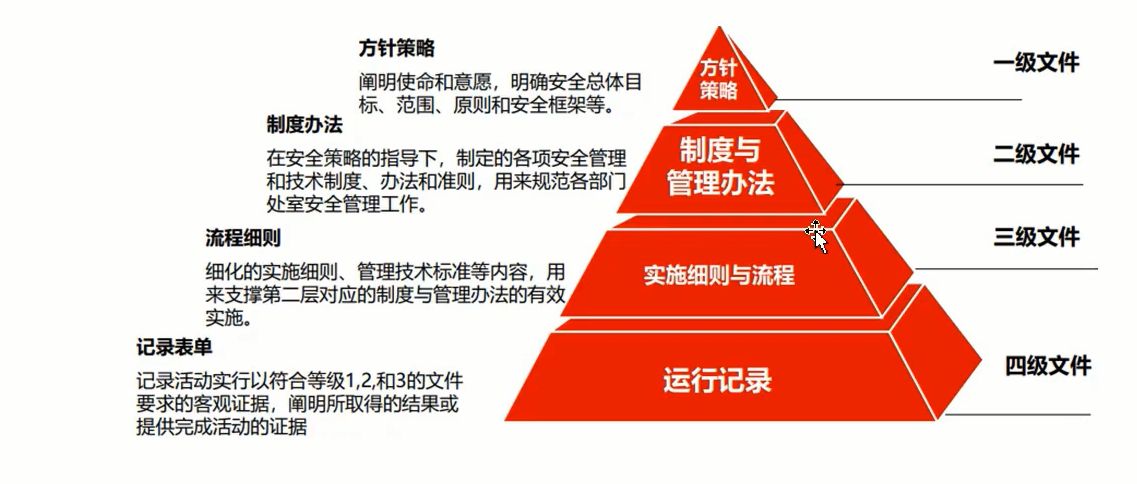 方针策略
阐明使命和意愿，明确安全总体目
标、范围、原则和安全框架等。
方针
策略
一级文件
制度办法
在安全策略的指导下，制定的各项安全管理
和技术制度、办法和准则，用来规范各部门
处室安全管理工作。
制度与
管理办法
二级文件
流程细则
细化的实施细则、管理技术标准等内容，用
来支撑第二层对应的制度与管理办法的有效
实施。
实施细则与流程
三级文件
记录表单
记录活动实行以符合等级1,2,和3的文件
要求的客观证据，阐明所取得的结果或
提供完成活动的证据
运行记录
四级文件